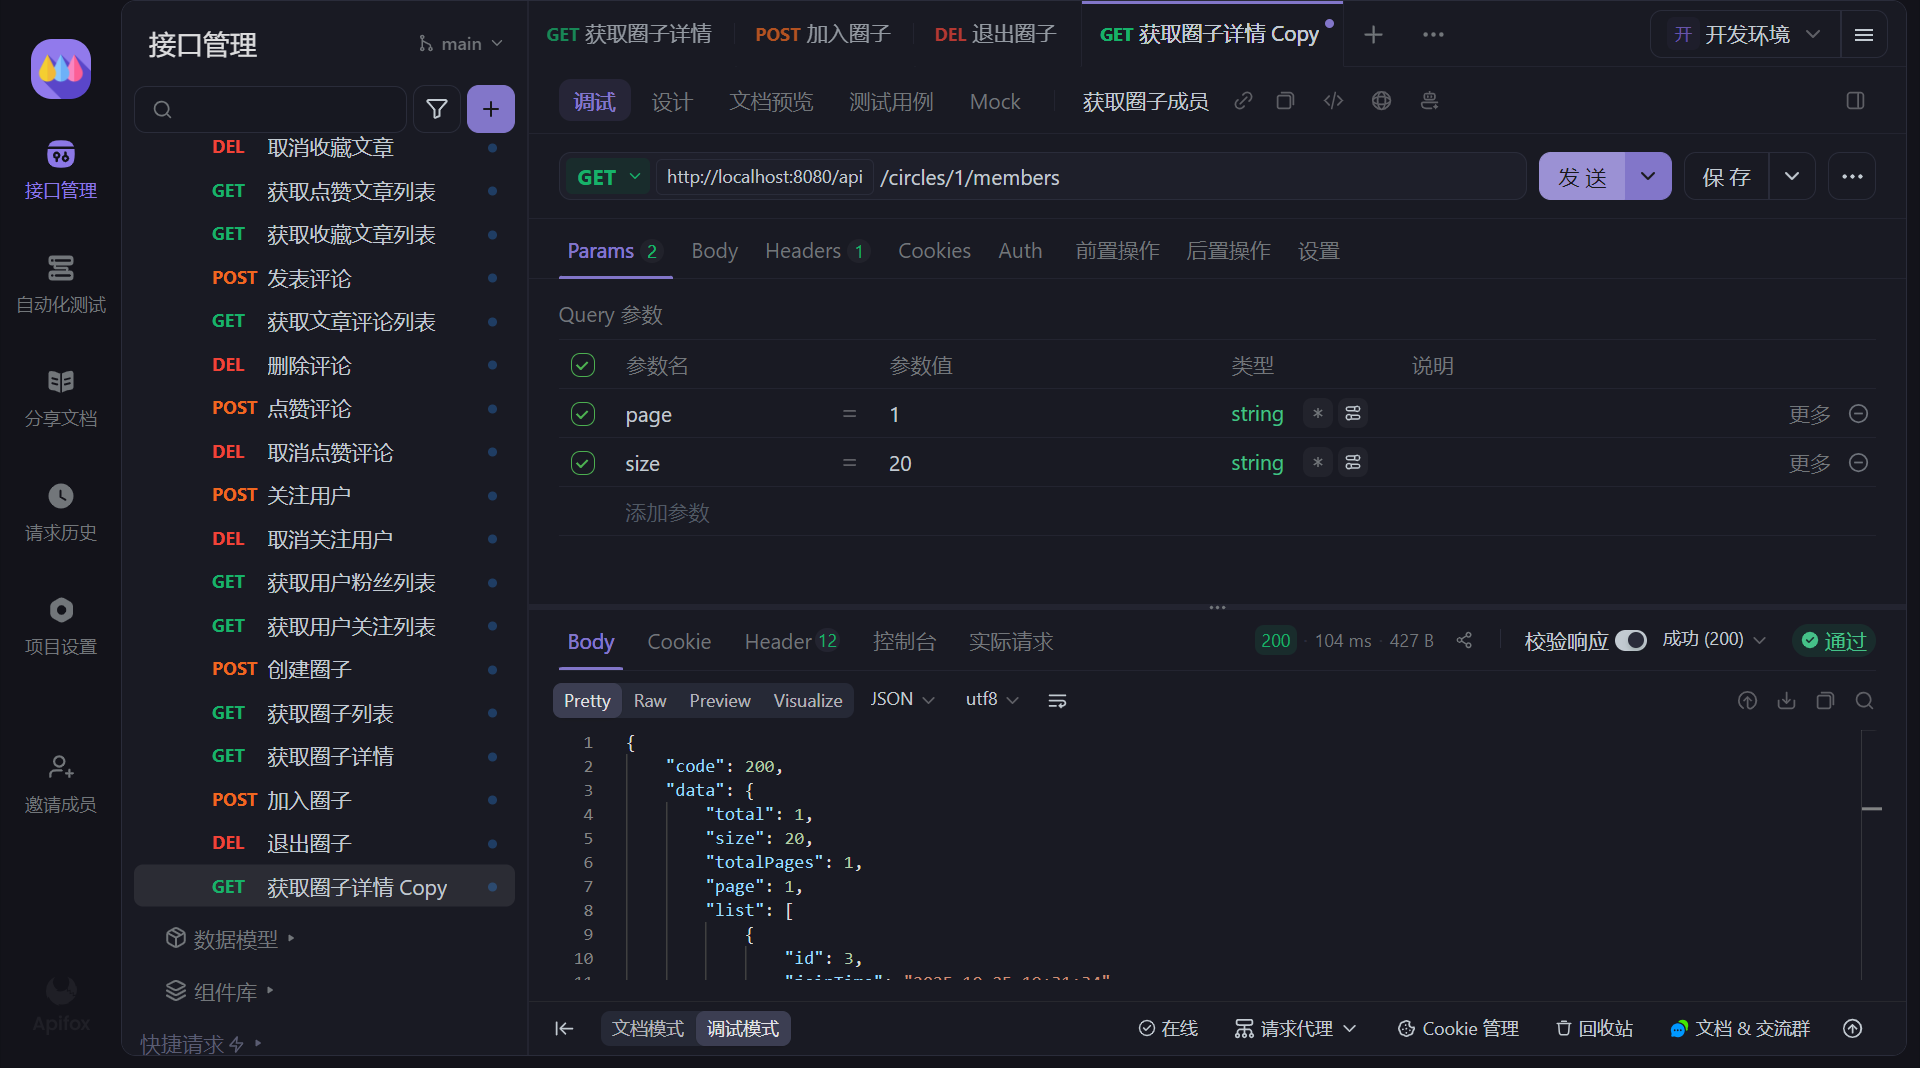 接口管理
自动化测试
分享文档
请求历史
项目设置
邀请成员
Apifox
接口管理
main
DEL 取消收藏文章
GET 获取点赞文章列表
GET 获取收藏文章列表
POST 发表评论
GET 获取文章评论列表
DEL 删除评论
POST 点赞评论
DEL 取消点赞评论
POST 关注用户
DEL 取消关注用户
GET 获取用户粉丝列表
GET 获取用户关注列表
POST 创建圈子
GET 获取圈子列表
GET 获取圈子详情
POST 加入圈子
DEL 退出圈子
GET 获取圈子详情 Copy
数据模型
组件库
快捷请求
GET 获取圈子详情 POST 加入圈子 DEL 退出圈子 GET 获取圈子详情 Copy
开 开发环境
调试 设计 文档预览 测试用例 Mock 获取圈子成员
GET http://localhost:8080/api /circles/1/members
发 送
保 存
Params 2 Body Headers 1 Cookies Auth 前置操作 后置操作 设置
Query 参数
参数名 参数值 类型 说明
page = 1 string * 更多
size = 20 string * 更多
添加参数
Body Cookie Header 12 控制台 实际请求
200 · 104 ms · 427 B 校验响应 成功 (200) 通过
Pretty Raw Preview Visualize JSON utf8
1 {
2 "code": 200,
3 "data": {
4 "total": 1,
5 "size": 20,
6 "totalPages": 1,
7 "page": 1,
8 "list": [
9 {
10 "id": 3,
11 "joinTime": "2025-10-25 19:31:34"
文档模式 调试模式
在线 请求代理 Cookie 管理 回收站 文档 & 交流群